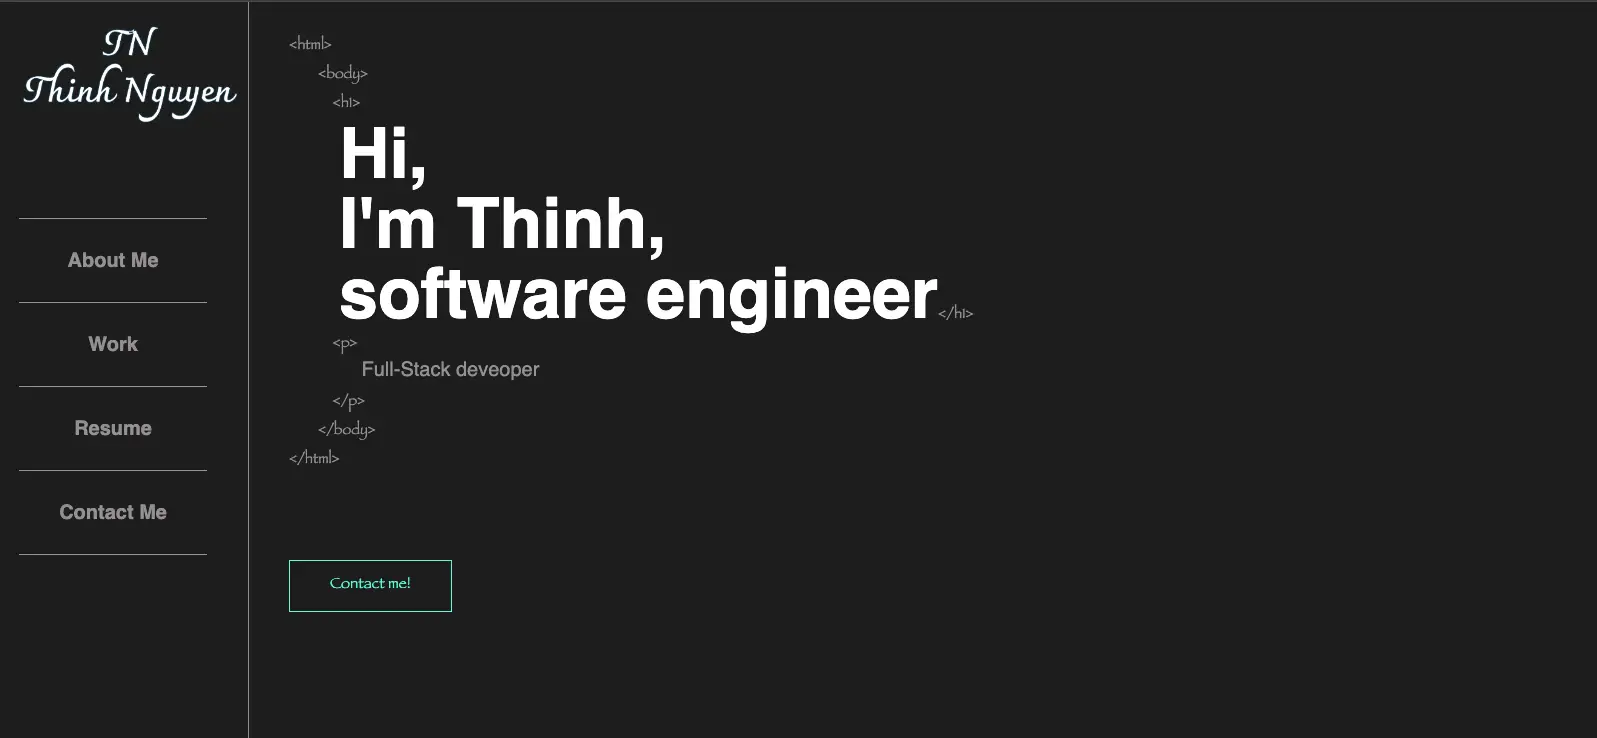 TN
Thinh Nguyen
About Me
Work
Resume
Contact Me
<html>
<body>
<h1>
Hi,
I'm Thinh,
software engineer</h1>
<p>
Full-Stack deveoper
</p>
</body>
</html>
Contact me!